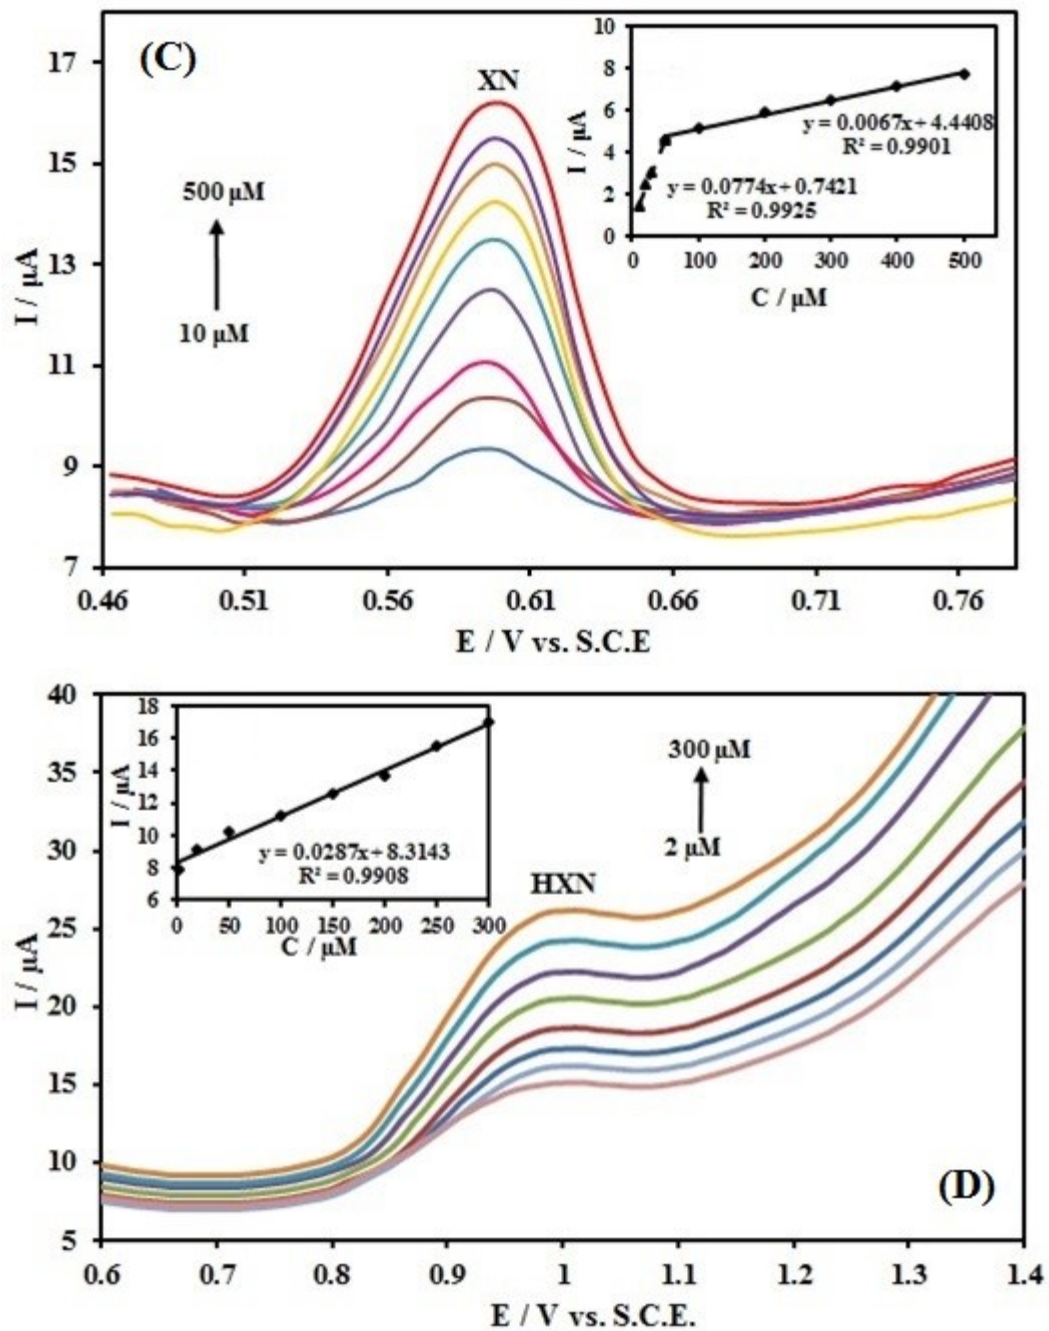 (C)
XN
500 µM
10 µM
I / µA
17
15
13
11
9
7
0.46 0.51 0.56 0.61 0.66 0.71 0.76
E / V vs. S.C.E
I / µA
10
8
6
4
2
0
y = 0.0067x + 4.4408
R² = 0.9901
y = 0.0774x + 0.7421
R² = 0.9925
0 100 200 300 400 500
C / µM
I / µA
40
35
30
25
20
15
10
5
I / µA
18
16
14
12
10
8
6
y = 0.0287x + 8.3143
R² = 0.9908
0 50 100 150 200 250 300
C / µM
300 µM
2 µM
HXN
(D)
0.6 0.7 0.8 0.9 1 1.1 1.2 1.3 1.4
E / V vs. S.C.E.